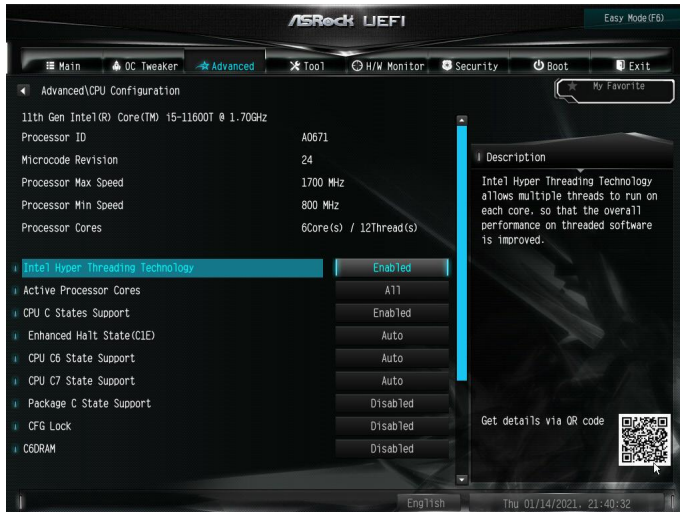 ASRock UEFI
Easy Mode(F6)
Main
OC Tweaker
Advanced
Tool
H/W Monitor
Security
Boot
Exit
Advanced\CPU Configuration
My Favorite
11th Gen Intel(R) Core(TM) i5-11600T @ 1.70GHz
Processor ID A0671
Microcode Revision 24
Processor Max Speed 1700 MHz
Processor Min Speed 800 MHz
Processor Cores 6Core(s) / 12Thread(s)
Intel Hyper Threading Technology Enabled
Active Processor Cores All
CPU C States Support Enabled
Enhanced Halt State(C1E) Auto
CPU C6 State Support Auto
CPU C7 State Support Auto
Package C State Support Disabled
CFG Lock Disabled
C6DRAM Disabled
Description
Intel Hyper Threading Technology
allows multiple threads to run on
each core, so that the overall
performance on threaded software
is improved.
Get details via QR code
English
Thu 01/14/2021, 21:40:32